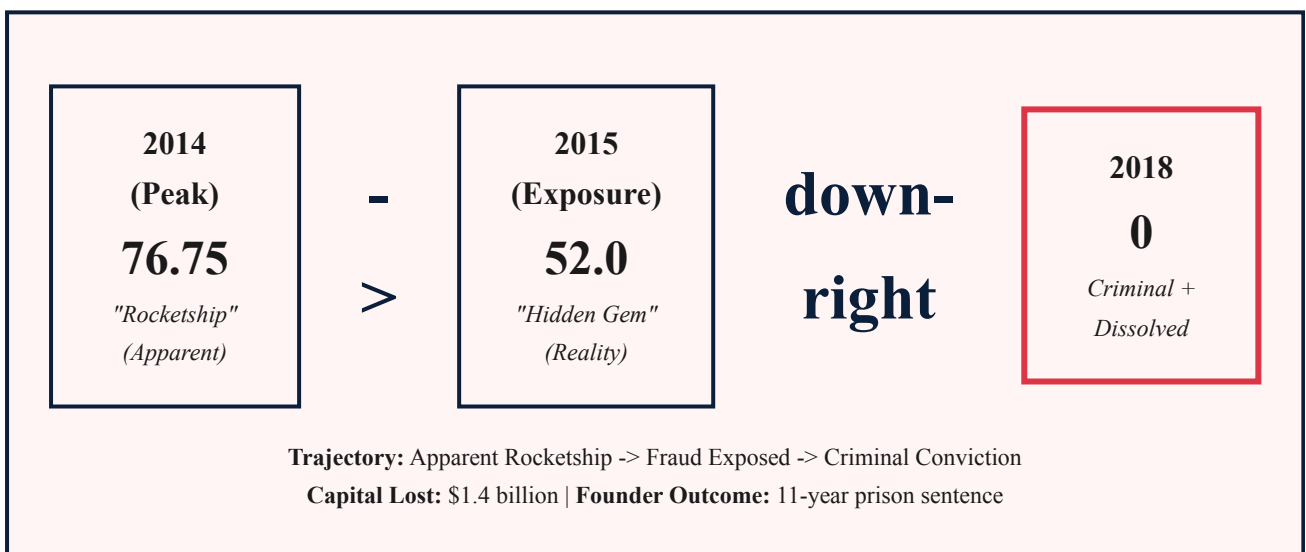 2014
(Peak)
76.75
"Rocketship"
(Apparent)
-
>
2015
(Exposure)
52.0
"Hidden Gem"
(Reality)
down-
right
2018
0
Criminal +
Dissolved
Trajectory: Apparent Rocketship -> Fraud Exposed -> Criminal Conviction
Capital Lost: $1.4 billion | Founder Outcome: 11-year prison sentence